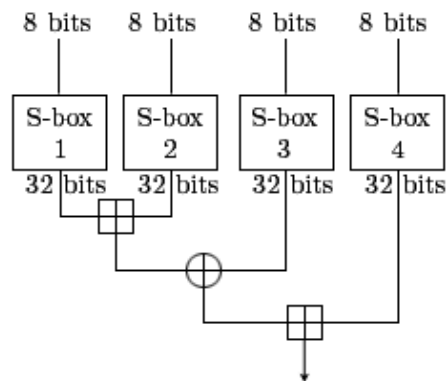 8 bits 8 bits 8 bits 8 bits
S-box S-box S-box S-box
1 2 3 4
32 bits 32 bits 32 bits 32 bits